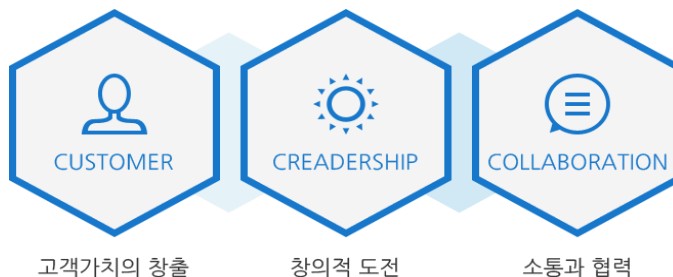 CUSTOMER
CREADERSHIP
COLLABORATION
고객가치의 창출
창의적 도전
소통과 협력